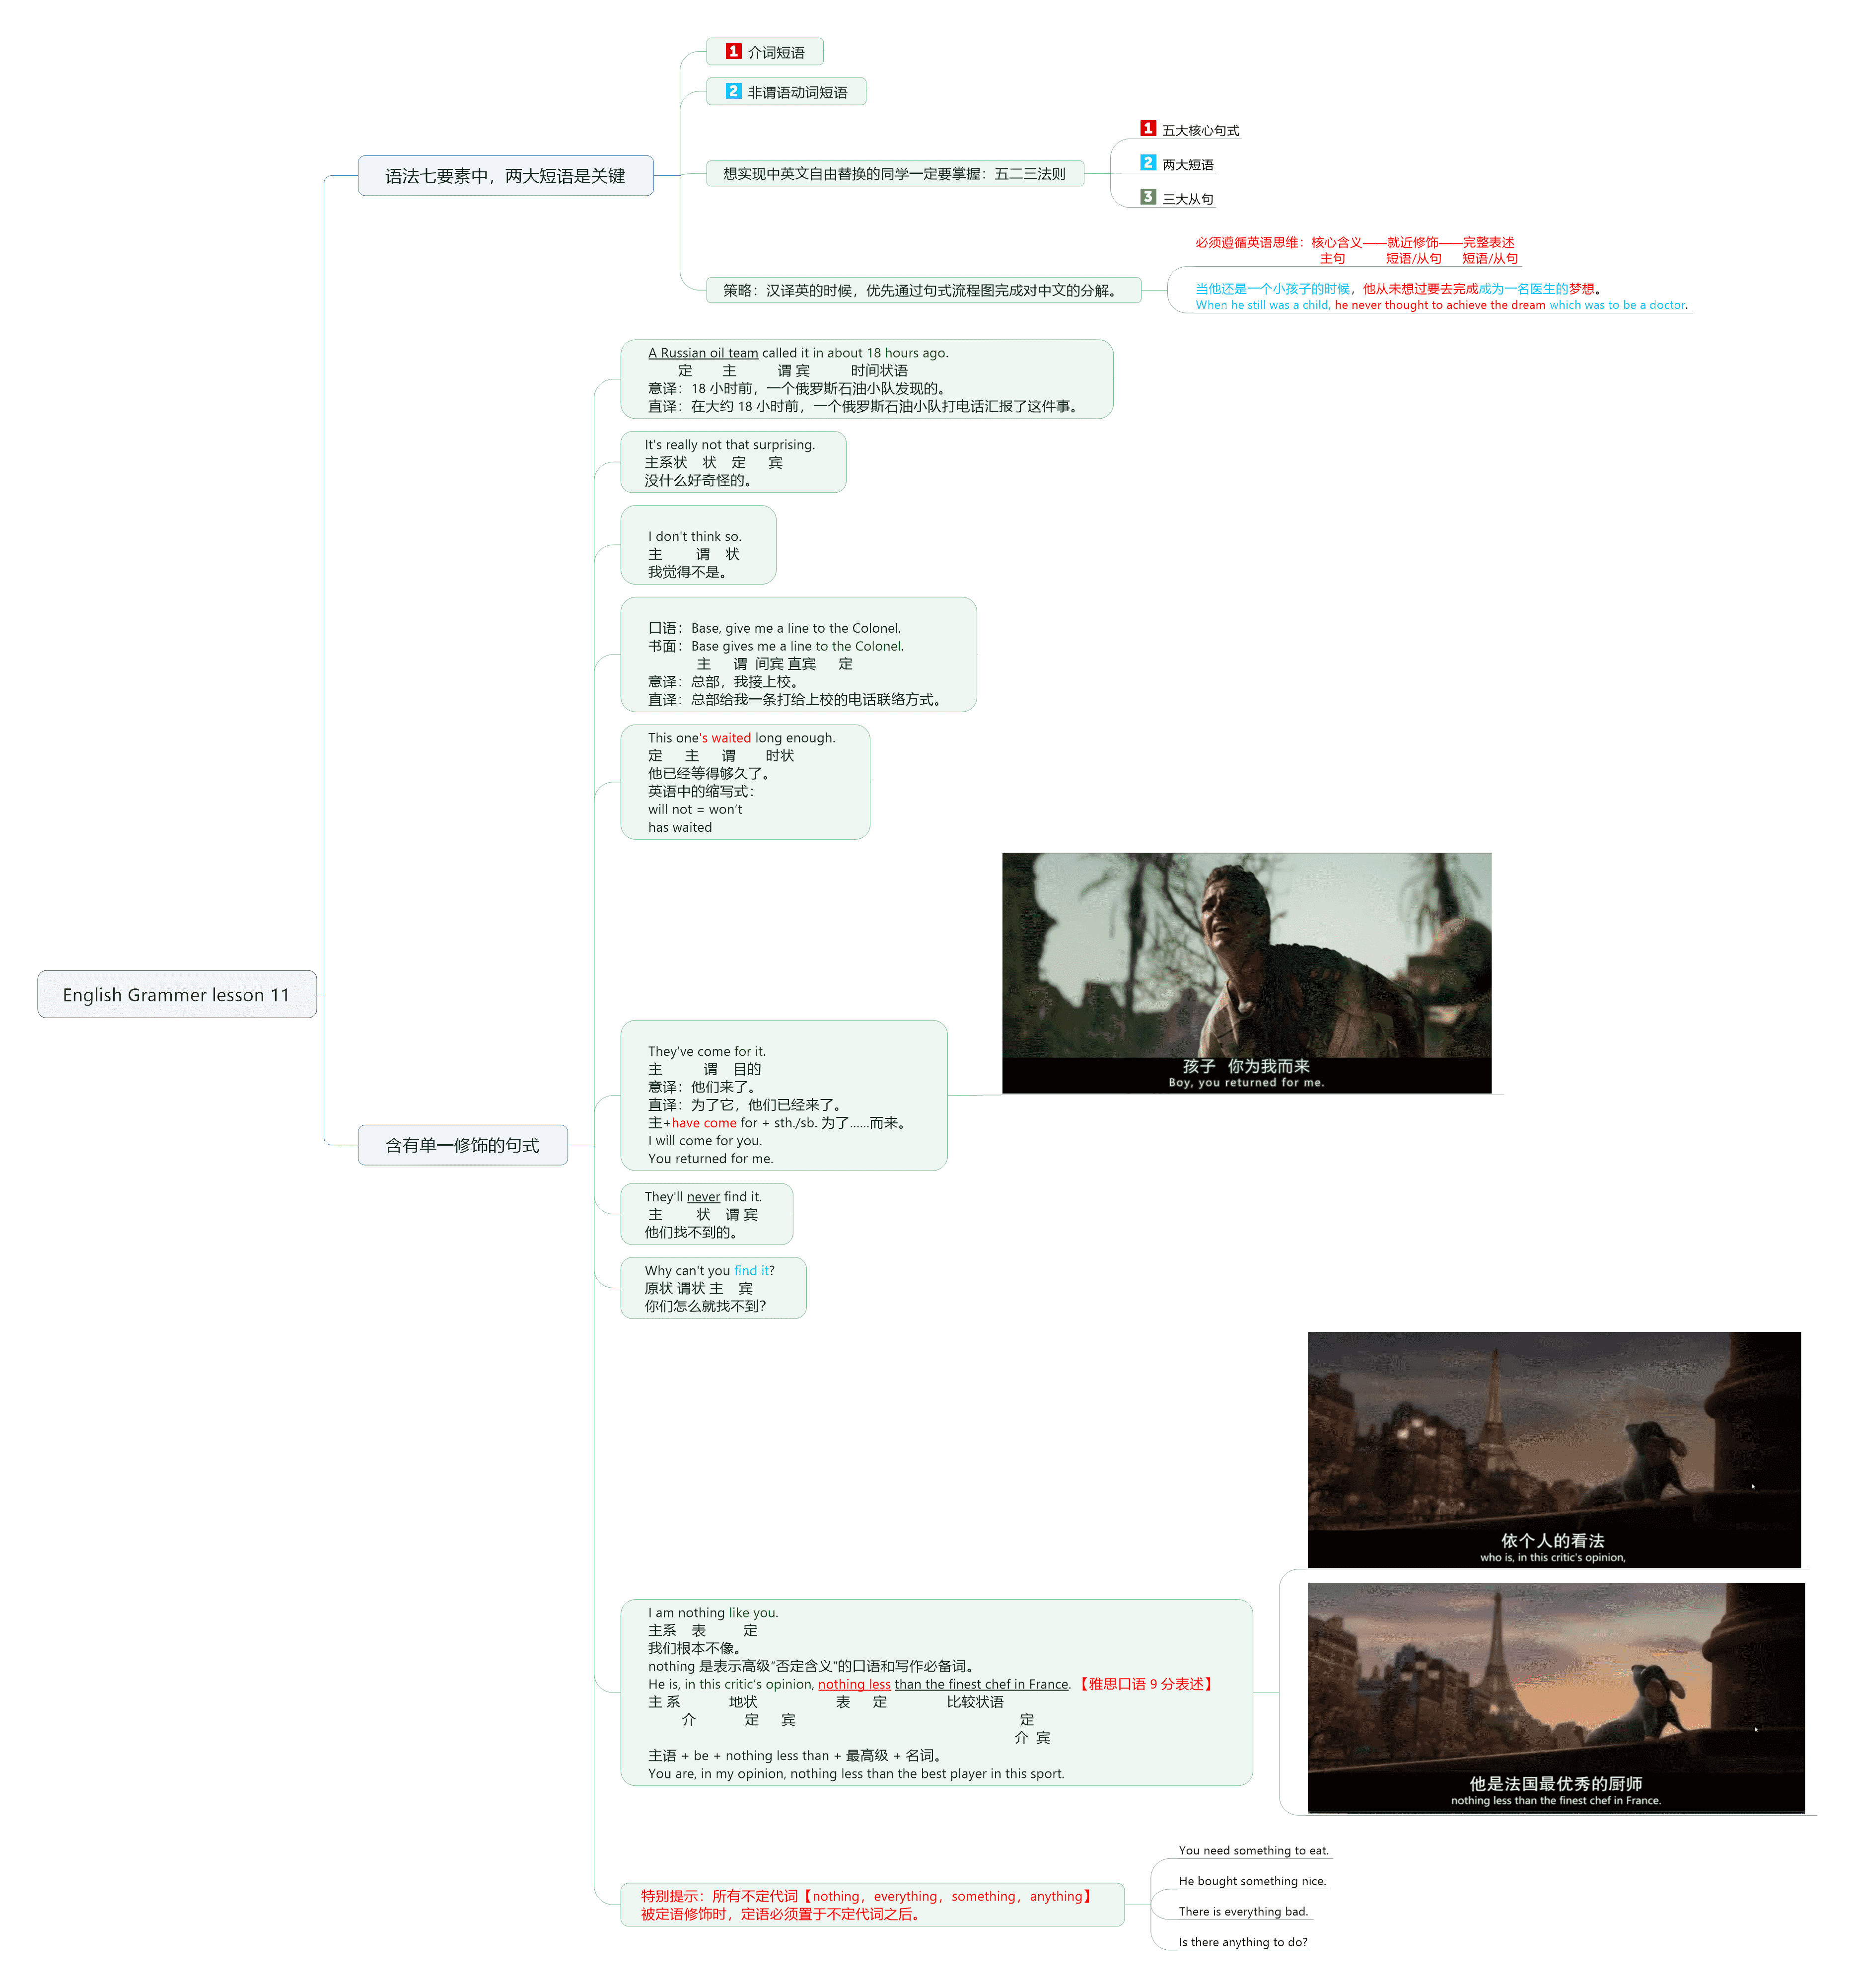 English Grammer lesson 11
语法七要素中，两大短语是关键
1 介词短语
2 非谓语动词短语
想实现中英文自由替换的同学一定要掌握：五二三法则
1 五大核心句式
2 两大短语
3 三大从句
策略：汉译英的时候，优先通过句式流程图完成对中文的分解。
必须遵循英语思维：核心含义——就近修饰——完整表述
主句 短语/从句 短语/从句
当他还是一个小孩子的时候，他从未想过要去完成成为一名医生的梦想。
When he still was a child, he never thought to achieve the dream which was to be a doctor.
含有单一修饰的句式
A Russian oil team called it in about 18 hours ago.
定 主 谓 宾 时间状语
意译：18 小时前，一个俄罗斯石油小队发现的。
直译：在大约 18 小时前，一个俄罗斯石油小队打电话汇报了这件事。
It's really not that surprising.
主系状 状 定 宾
没什么好奇怪的。
I don't think so.
主 谓 状
我觉得不是。
口语：Base, give me a line to the Colonel.
书面：Base gives me a line to the Colonel.
主 谓 间宾 直宾 定
意译：总部，我接上校。
直译：总部给我一条打给上校的电话联络方式。
This one's waited long enough.
定 主 谓 时状
他已经等得够久了。
英语中的缩写式：
will not = won't
has waited
They've come for it.
主 谓 目的
意译：他们来了。
直译：为了它，他们已经来了。
主+have come for + sth./sb. 为了……而来。
I will come for you.
You returned for me.
孩子 你为我而来
Boy, you returned for me.
They'll never find it.
主 状 谓 宾
他们找不到的。
Why can't you find it?
原状 谓状 主 宾
你们怎么就找不到？
I am nothing like you.
主系 表 定
我们根本不像。
nothing 是表示高级“否定含义”的口语和写作必备词。
He is, in this critic’s opinion, nothing less than the finest chef in France. 【雅思口语 9 分表述】
主 系 地状 表 定 比较状语
介 定 宾 定
介 宾
主语 + be + nothing less than + 最高级 + 名词。
You are, in my opinion, nothing less than the best player in this sport.
依个人的看法
who is, in this critic's opinion,
他是法国最优秀的厨师
nothing less than the finest chef in France.
特别提示：所有不定代词【nothing，everything，something，anything】
被定语修饰时，定语必须置于不定代词之后。
You need something to eat.
He bought something nice.
There is everything bad.
Is there anything to do?